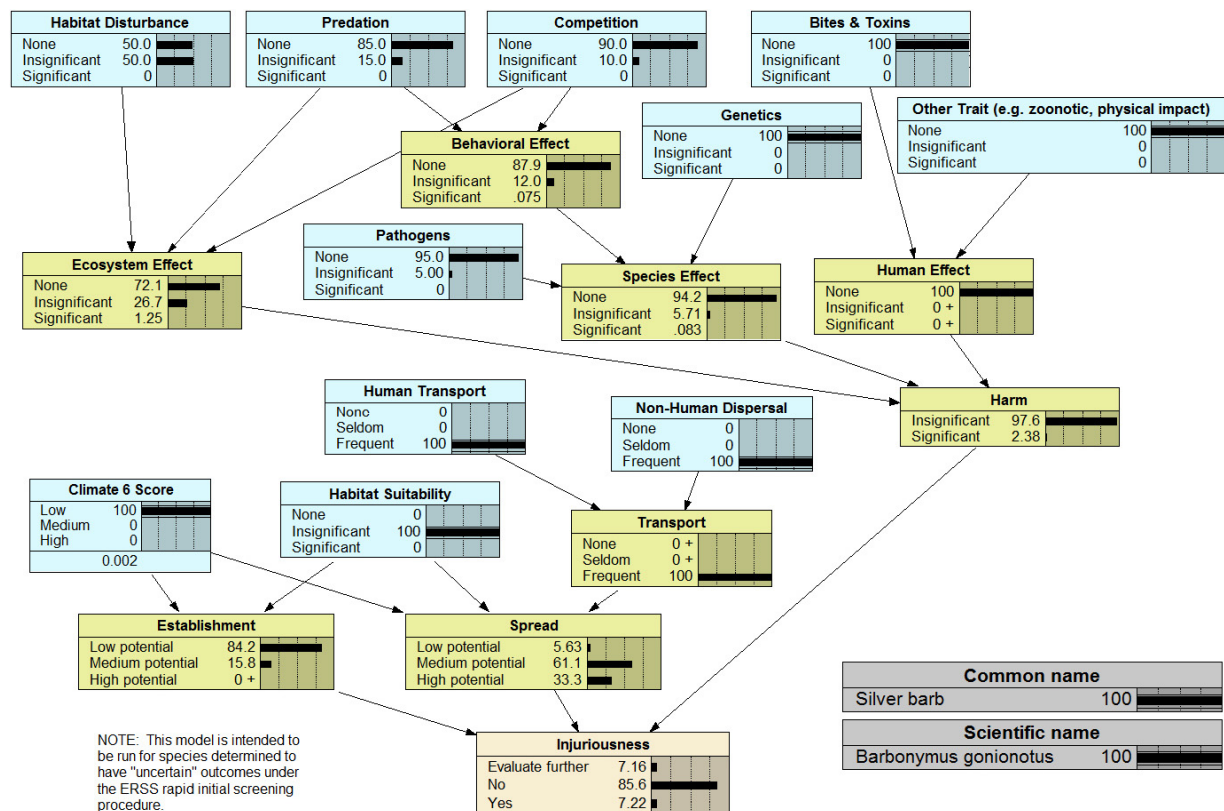 Habitat Disturbance
None 50.0
Insignificant 50.0
Significant 0
Predation
None 85.0
Insignificant 15.0
Significant 0
Competition
None 90.0
Insignificant 10.0
Significant 0
Bites & Toxins
None 100
Insignificant 0
Significant 0
Genetics
None 100
Insignificant 0
Significant 0
Other Trait (e.g. zoonotic, physical impact)
None 100
Insignificant 0
Significant 0
Behavioral Effect
None 87.9
Insignificant 12.0
Significant .075
Pathogens
None 95.0
Insignificant 5.00
Significant 0
Ecosystem Effect
None 72.1
Insignificant 26.7
Significant 1.25
Species Effect
None 94.2
Insignificant 5.71
Significant .083
Human Effect
None 100
Insignificant 0 +
Significant 0 +
Human Transport
None 0
Seldom 0
Frequent 100
Non-Human Dispersal
None 0
Seldom 0
Frequent 100
Harm
Insignificant 97.6
Significant 2.38
Climate 6 Score
Low 100
Medium 0
High 0
0.002
Habitat Suitability
None 0
Insignificant 100
Significant 0
Transport
None 0 +
Seldom 0 +
Frequent 100
Establishment
Low potential 84.2
Medium potential 15.8
High potential 0 +
Spread
Low potential 5.63
Medium potential 61.1
High potential 33.3
Common name
Silver barb 100
Scientific name
Barbonymus gonionotus 100
NOTE: This model is intended to
be run for species determined to
have "uncertain" outcomes under
the ERSS rapid initial screening
procedure.
Injuriousness
Evaluate further 7.16
No 85.6
Yes 7.22